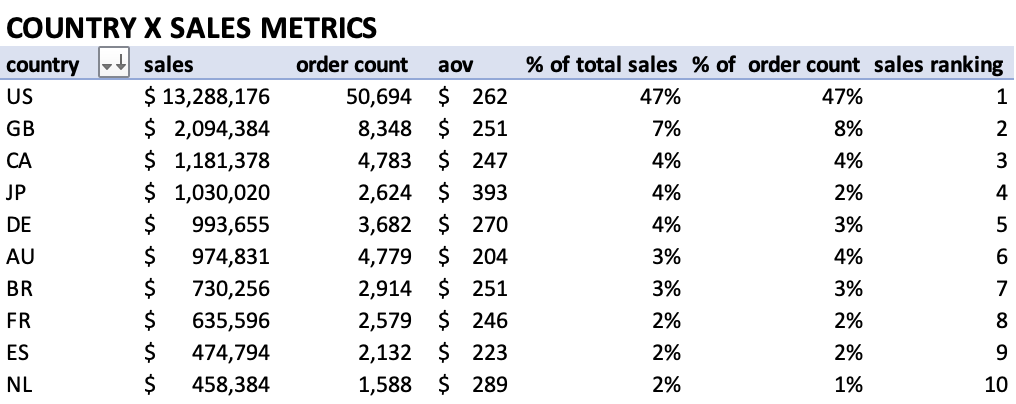 COUNTRY X SALES METRICS
country sales order count aov % of total sales % of order count sales ranking
US $ 13,288,176 50,694 $ 262 47% 47% 1
GB $ 2,094,384 8,348 $ 251 7% 8% 2
CA $ 1,181,378 4,783 $ 247 4% 4% 3
JP $ 1,030,020 2,624 $ 393 4% 2% 4
DE $ 993,655 3,682 $ 270 4% 3% 5
AU $ 974,831 4,779 $ 204 3% 4% 6
BR $ 730,256 2,914 $ 251 3% 3% 7
FR $ 635,596 2,579 $ 246 2% 2% 8
ES $ 474,794 2,132 $ 223 2% 2% 9
NL $ 458,384 1,588 $ 289 2% 1% 10